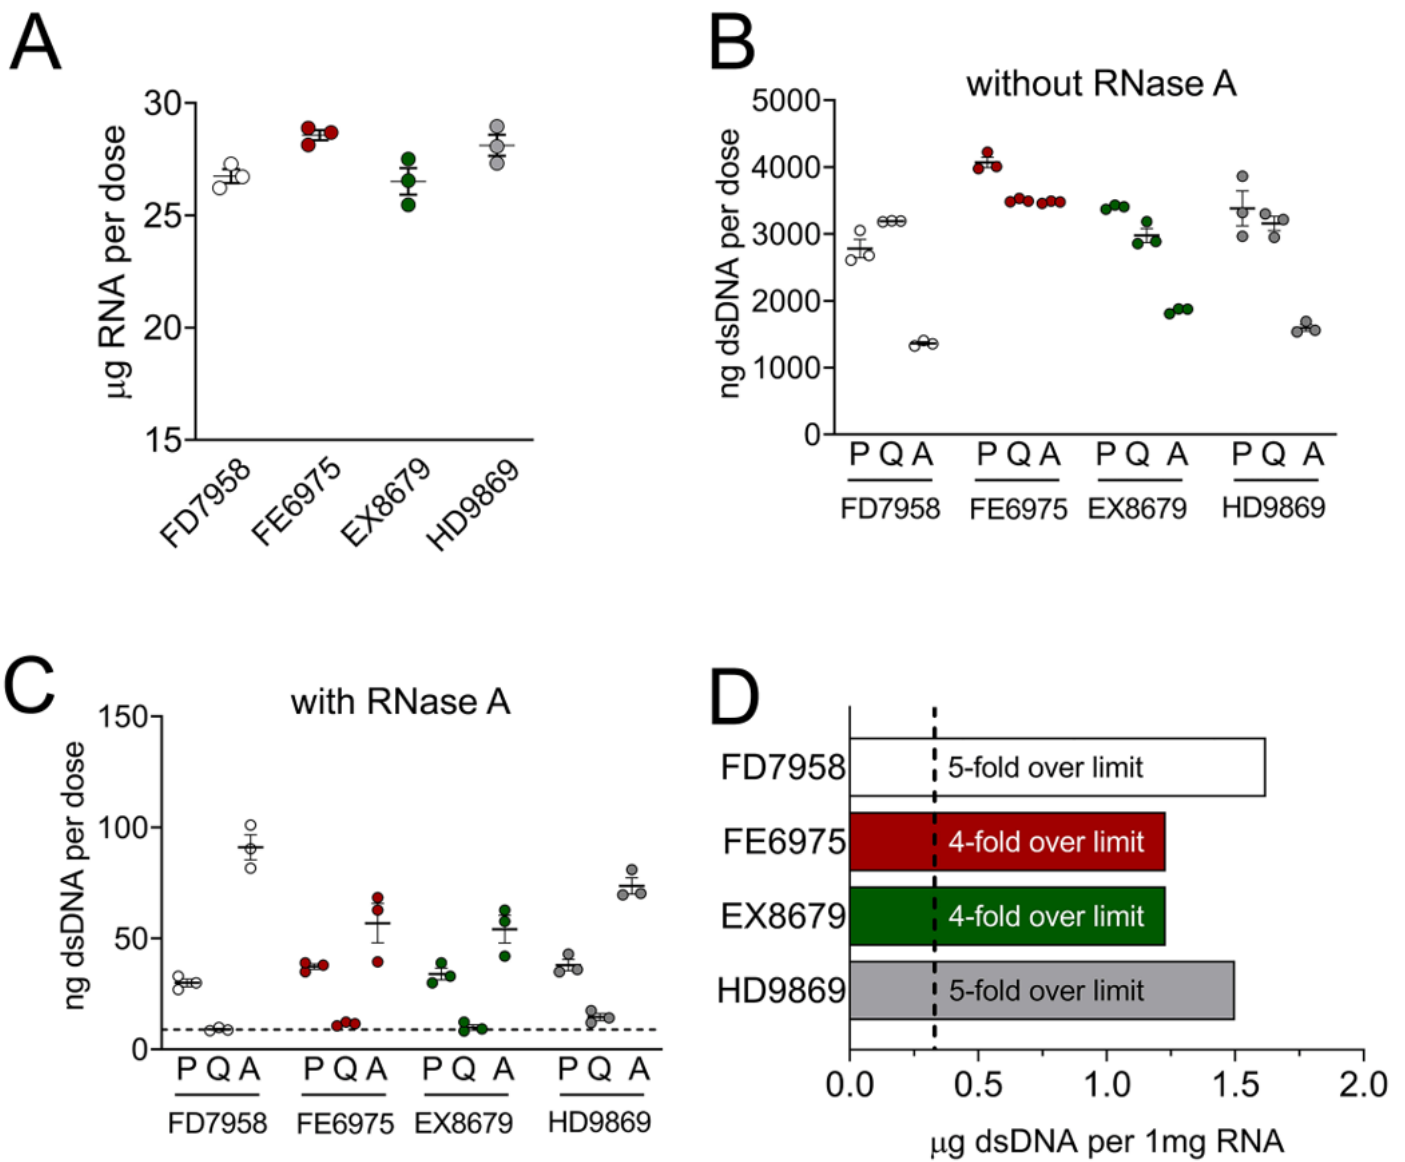 A
μg RNA per dose
30
25
20
15
FD7958
FE6975
EX8679
HD9869
B
without RNase A
ng dsDNA per dose
5000
4000
3000
2000
1000
0
P Q A P Q A P Q A P Q A
FD7958 FE6975 EX8679 HD9869
C
with RNase A
ng dsDNA per dose
150
100
50
0
P Q A P Q A P Q A P Q A
FD7958 FE6975 EX8679 HD9869
D
FD7958 5-fold over limit
FE6975 4-fold over limit
EX8679 4-fold over limit
HD9869 5-fold over limit
0.0 0.5 1.0 1.5 2.0
μg dsDNA per 1mg RNA